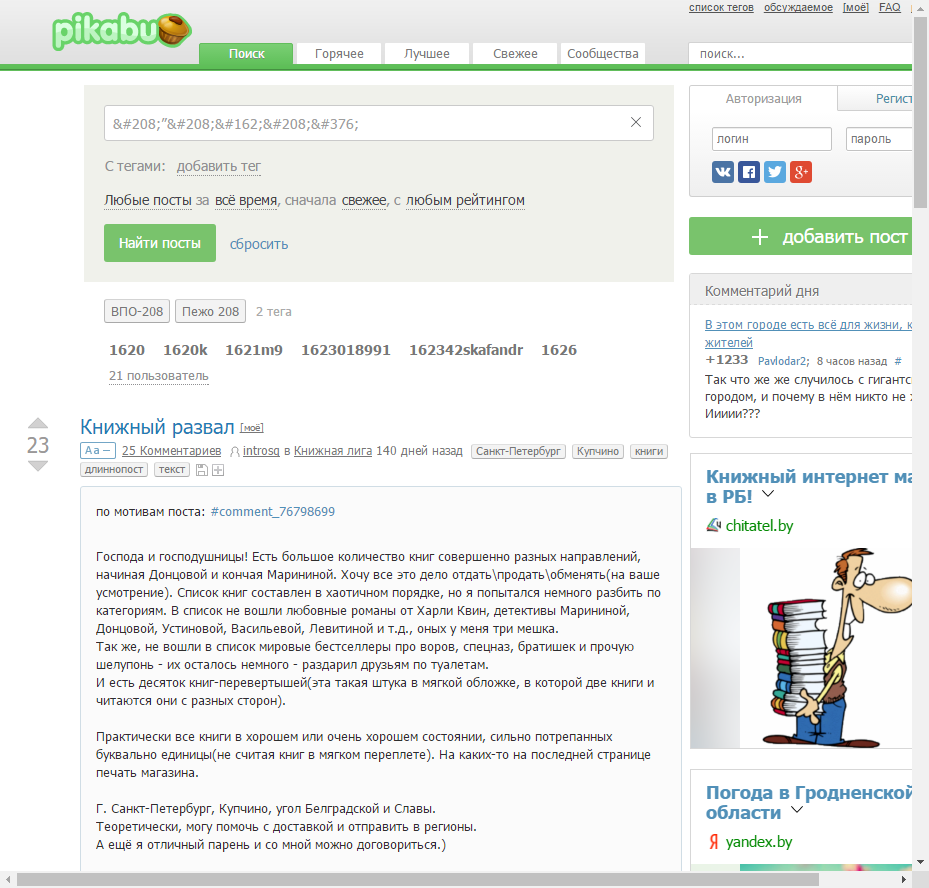 список тегов обсуждаемое [моё] FAQ
pikabu
Поиск Горячее Лучшее Свежее Сообщества поиск...
&#208;”&#208;&#162;&#208;&#376;
С тегами: добавить тег
Любые посты за всё время, сначала свежее, с любым рейтингом
Найти посты сбросить
ВПО-208 Пежо 208 2 тега
1620 1620k 1621m9 1623018991 162342skafandr 1626
21 пользователь
23
Книжный развал [моё]
Aa − 25 Комментариев introsq в Книжная лига 140 дней назад Санкт-Петербург Купчино книги
длиннопост текст
по мотивам поста: #comment_76798699
Господа и господушницы! Есть большое количество книг совершенно разных направлений,
начиная Донцовой и кончая Марининой. Хочу все это дело отдать\продать\обменять(на ваше
усмотрение). Список книг составлен в хаотичном порядке, но я попытался немного разбить по
категориям. В список не вошли любовные романы от Харли Квин, детективы Марининой,
Донцовой, Устиновой, Васильевой, Левитиной и т.д., оных у меня три мешка.
Так же, не вошли в список мировые бестселлеры про воров, спецназ, братишек и прочую
шелупонь - их осталось немного - раздарил друзьям по туалетам.
И есть десяток книг-перевертышей(эта такая штука в мягкой обложке, в которой две книги и
читаются они с разных сторон).
Практически все книги в хорошем или очень хорошем состоянии, сильно потрепанных
буквально единицы(не считая книг в мягком переплете). На каких-то на последней странице
печать магазина.
Г. Санкт-Петербург, Купчино, угол Белградской и Славы.
Теоретически, могу помочь с доставкой и отправить в регионы.
А ещё я отличный парень и со мной можно договориться.)
Авторизация Регист
логин пароль
g+
+ добавить пост
Комментарий дня
В этом городе есть всё для жизни, к
жителей
+1233 Pavlodar2; 8 часов назад #
Так что же же случилось с гигантс
городом, и почему в нём никто не
Иииии???
Книжный интернет ма
в РБ!
chitatel.by
Погода в Гродненской
области
Я yandex.by